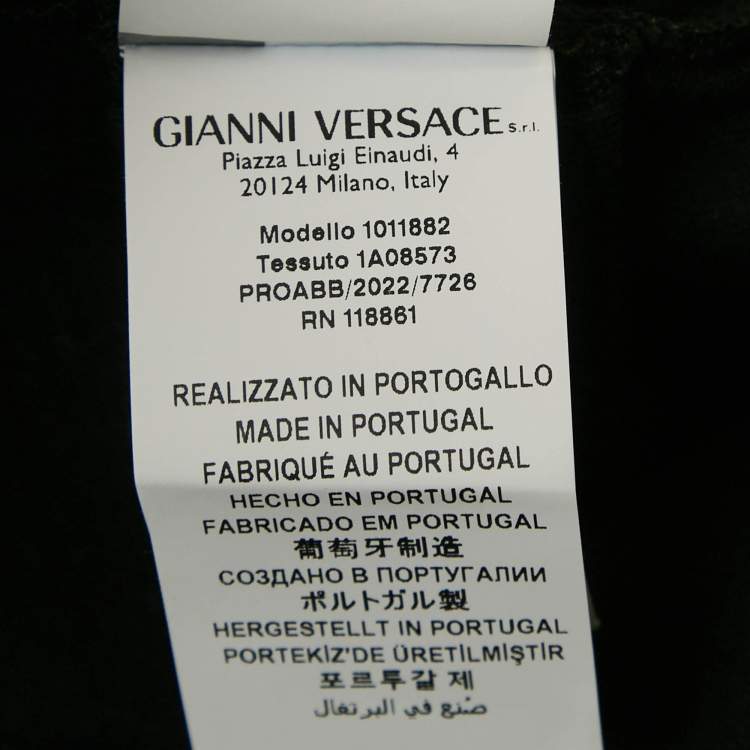 GIANNI VERSACE S.r.l.
Piazza Luigi Einaudi, 4
20124 Milano, Italy
Modello 1011882
Tessuto 1A08573
PROABB/2022/7726
RN 118861
REALIZZATO IN PORTOGALLO
MADE IN PORTUGAL
FABRIQUÉ AU PORTUGAL
HECHO EN PORTUGAL
FABRICADO EM PORTUGAL
葡萄牙制造
СОЗДАНО В ПОРТУГАЛИИ
ポルトガル製
HERGESTELLT IN PORTUGAL
PORTEKİZ'DE ÜRETİLMİŞTİR
포르투갈 제
صُنع في البرتغال